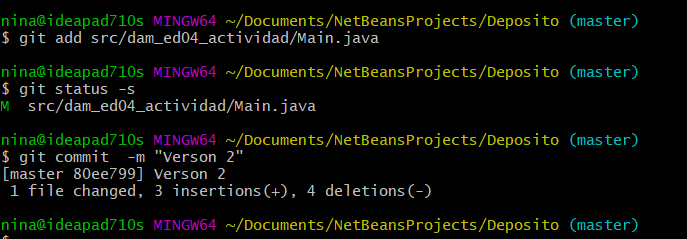 nina@ideapad710s MINGW64 ~/Documents/NetBeansProjects/Deposito (master)
$ git add src/dam_ed04_actividad/Main.java
nina@ideapad710s MINGW64 ~/Documents/NetBeansProjects/Deposito (master)
$ git status -s
M  src/dam_ed04_actividad/Main.java
nina@ideapad710s MINGW64 ~/Documents/NetBeansProjects/Deposito (master)
$ git commit  -m "Verson 2"
[master 80ee799] Verson 2
 1 file changed, 3 insertions(+), 4 deletions(-)
nina@ideapad710s MINGW64 ~/Documents/NetBeansProjects/Deposito (master)
$